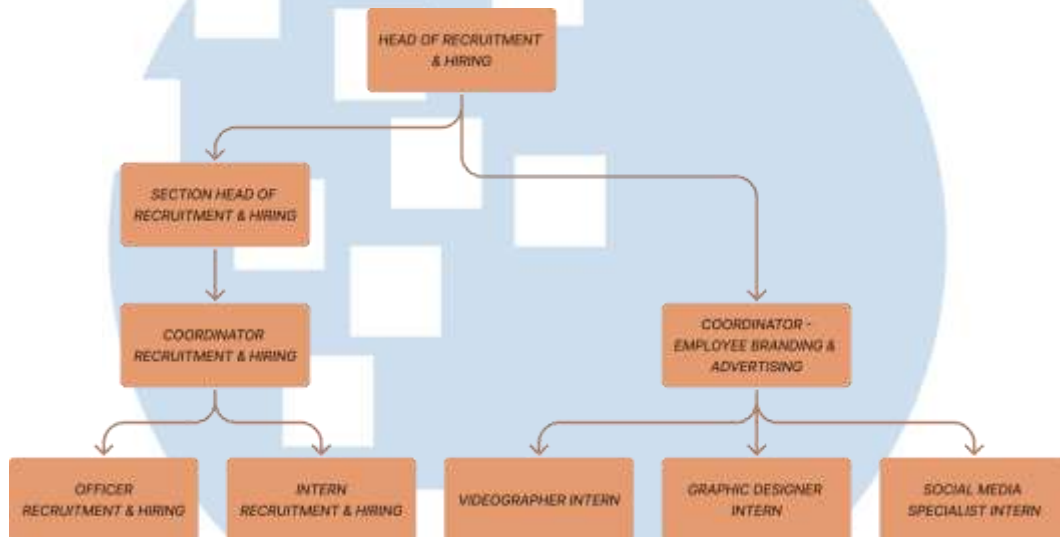 HEAD OF RECRUITMENT
& HIRING
SECTION HEAD OF
RECRUITMENT & HIRING
COORDINATOR
RECRUITMENT & HIRING
COORDINATOR -
EMPLOYEE BRANDING &
ADVERTISING
OFFICER
RECRUITMENT & HIRING
INTERN
RECRUITMENT & HIRING
VIDEOGRAPHER INTERN
GRAPHIC DESIGNER
INTERN
SOCIAL MEDIA
SPECIALIST INTERN